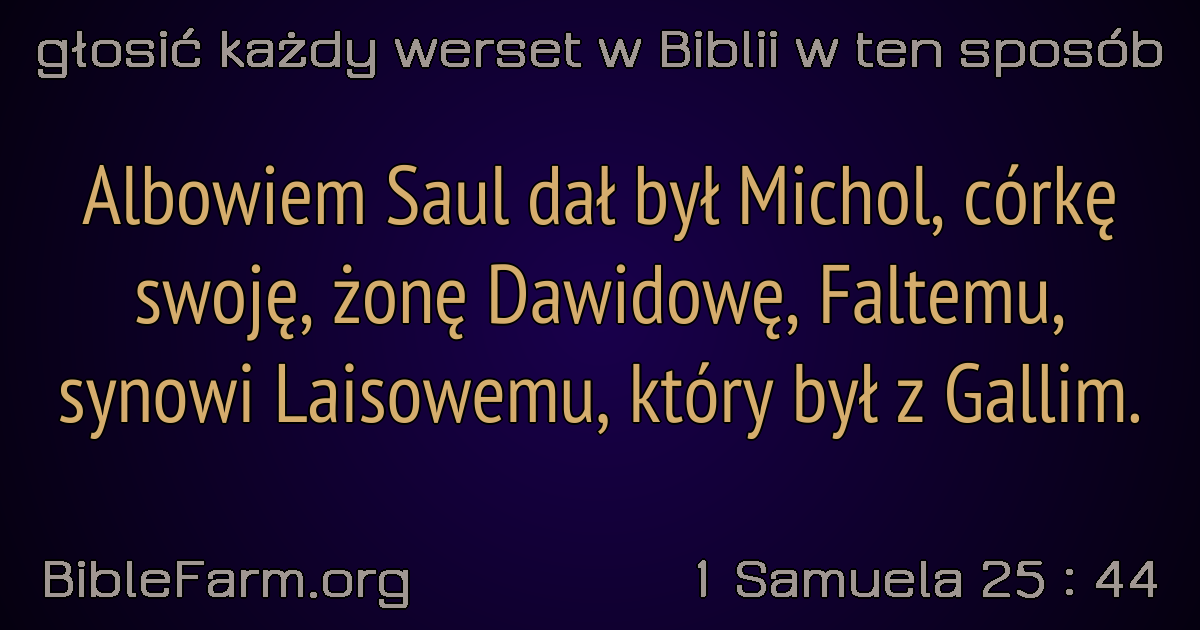 głosić każdy werset w Biblii w ten sposób
Albowiem Saul dał był Michol, córkę
swoję, żonę Dawidowę, Faltemu,
synowi Laisowemu, który był z Gallim.
BibleFarm.org
1 Samuela 25 : 44